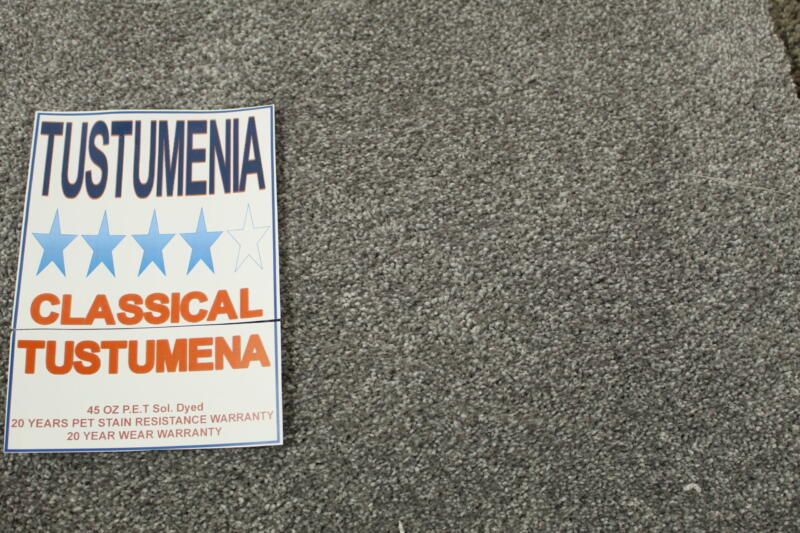 TUSTUMENIA
CLASSICAL
TUSTUMENA
45 OZ P.E.T Sol. Dyed
20 YEARS PET STAIN RESISTANCE WARRANTY
20 YEAR WEAR WARRANTY